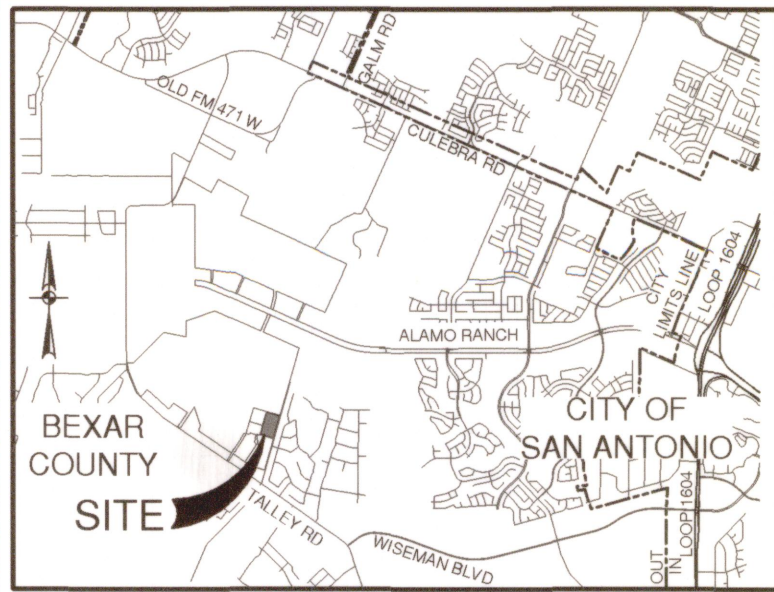 GALM RD
OLD FM 471 W
CULEBRA RD
CITY
LIMITS LINE
LOOP 1604
ALAMO RANCH
BEXAR
COUNTY
CITY OF
SAN ANTONIO
SITE
TALLEY RD
WISEMAN BLVD
OUT
IN
LOOP 1604